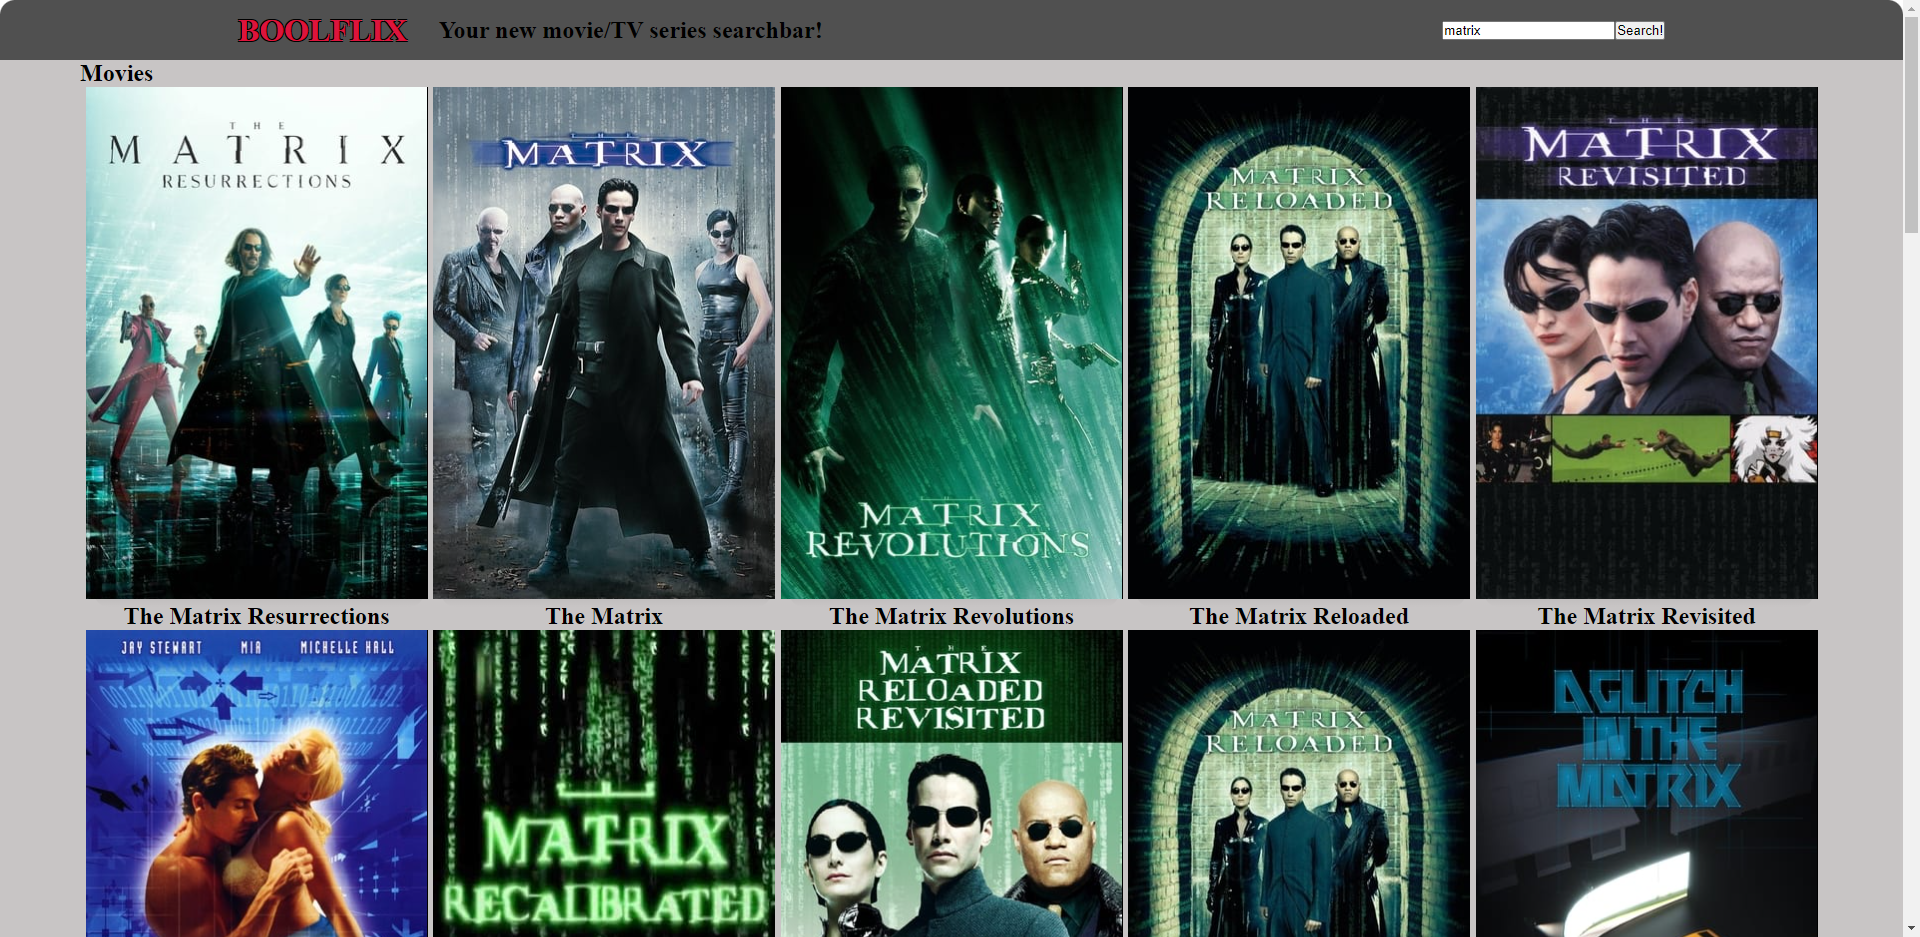 BOOLFLIX
Your new movie/TV series searchbar!
matrix
Search!
Movies
THE
MATRIX
RESURRECTIONS
THE
MATRIX
MATRIX
REVOLUTIONS
MATRIX
RELOADED
THE
MATRIX
REVISITED
The Matrix Resurrections
The Matrix
The Matrix Revolutions
The Matrix Reloaded
The Matrix Revisited
JAY STEWART MIA MICHELLE HALL
MATRIX
RECALIBRATED
THE
MATRIX
RELOADED
REVISITED
MATRIX
RELOADED
A GLITCH
IN THE
MATRIX